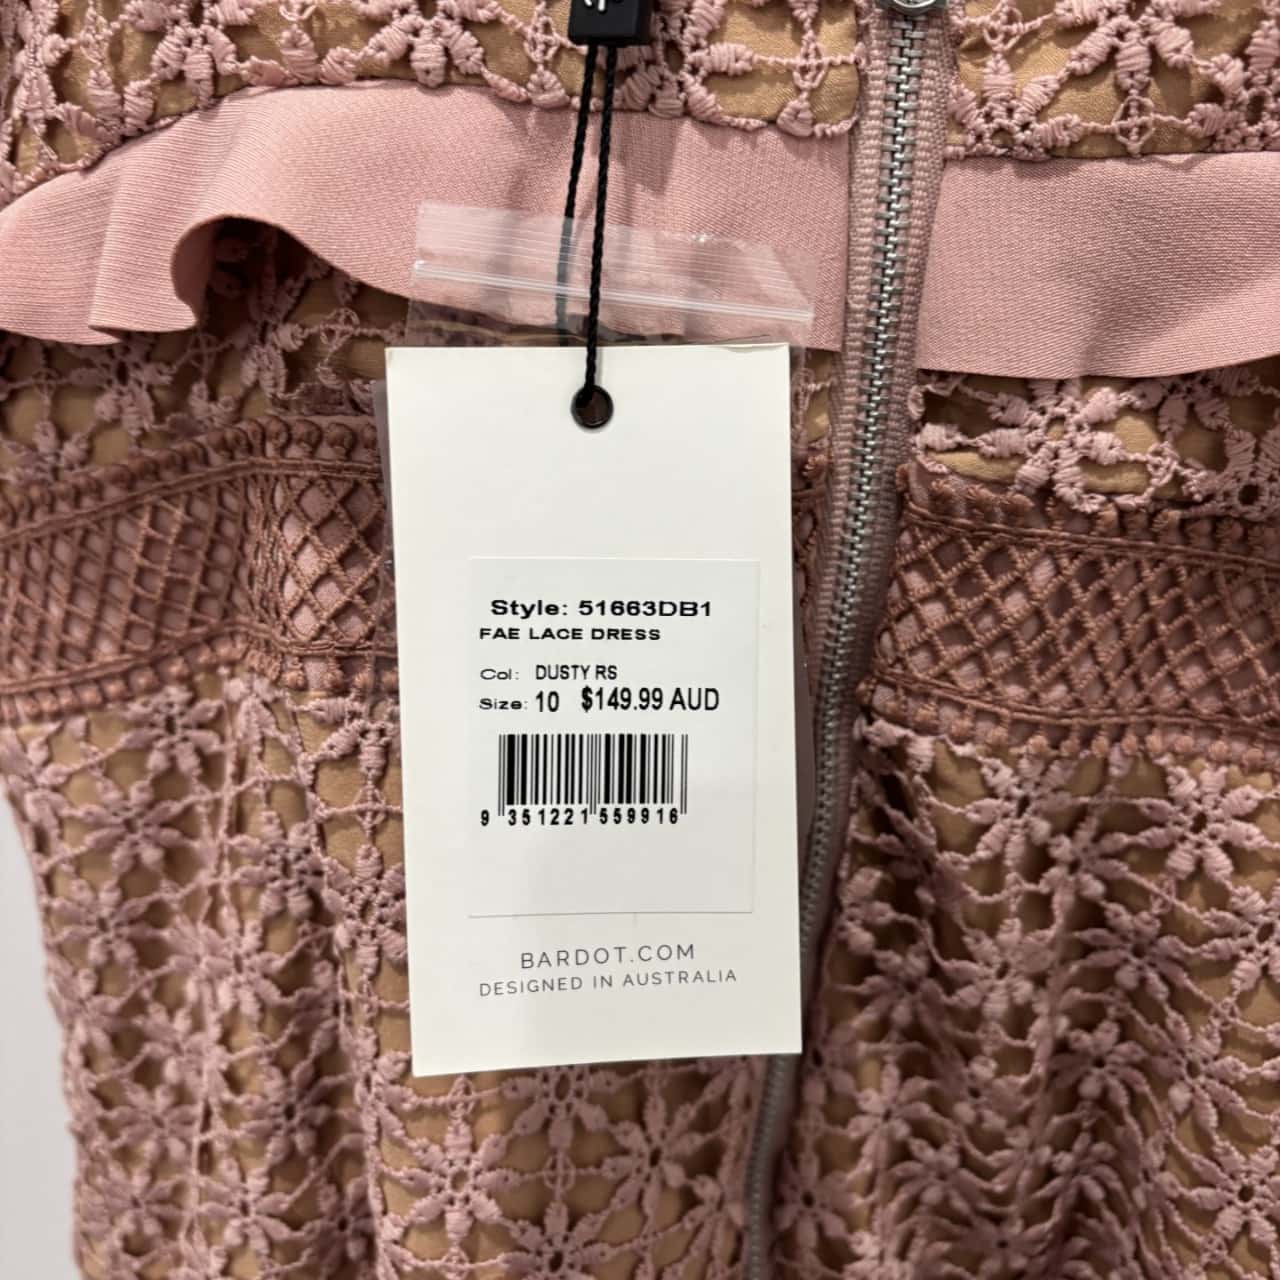 Style: 51663DB1
FAE LACE DRESS
Col: DUSTY RS
Size: 10 $149.99 AUD
9 351221 559916
BARDOT.COM
DESIGNED IN AUSTRALIA